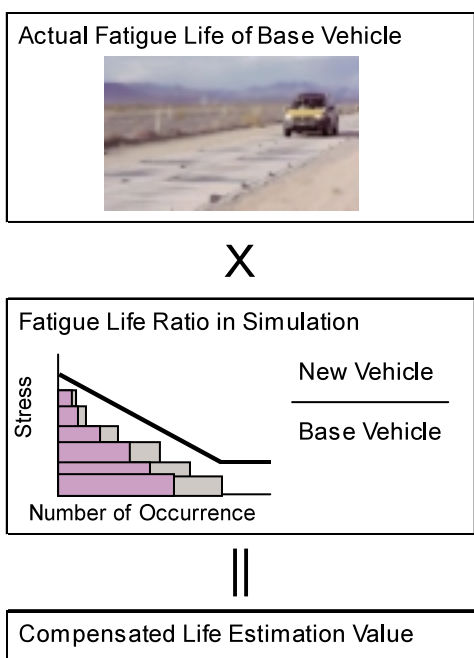 Actual Fatigue Life of Base Vehicle
X
Fatigue Life Ratio in Simulation
Stress
Number of Occurrence
New Vehicle
Base Vehicle
=
Compensated Life Estimation Value